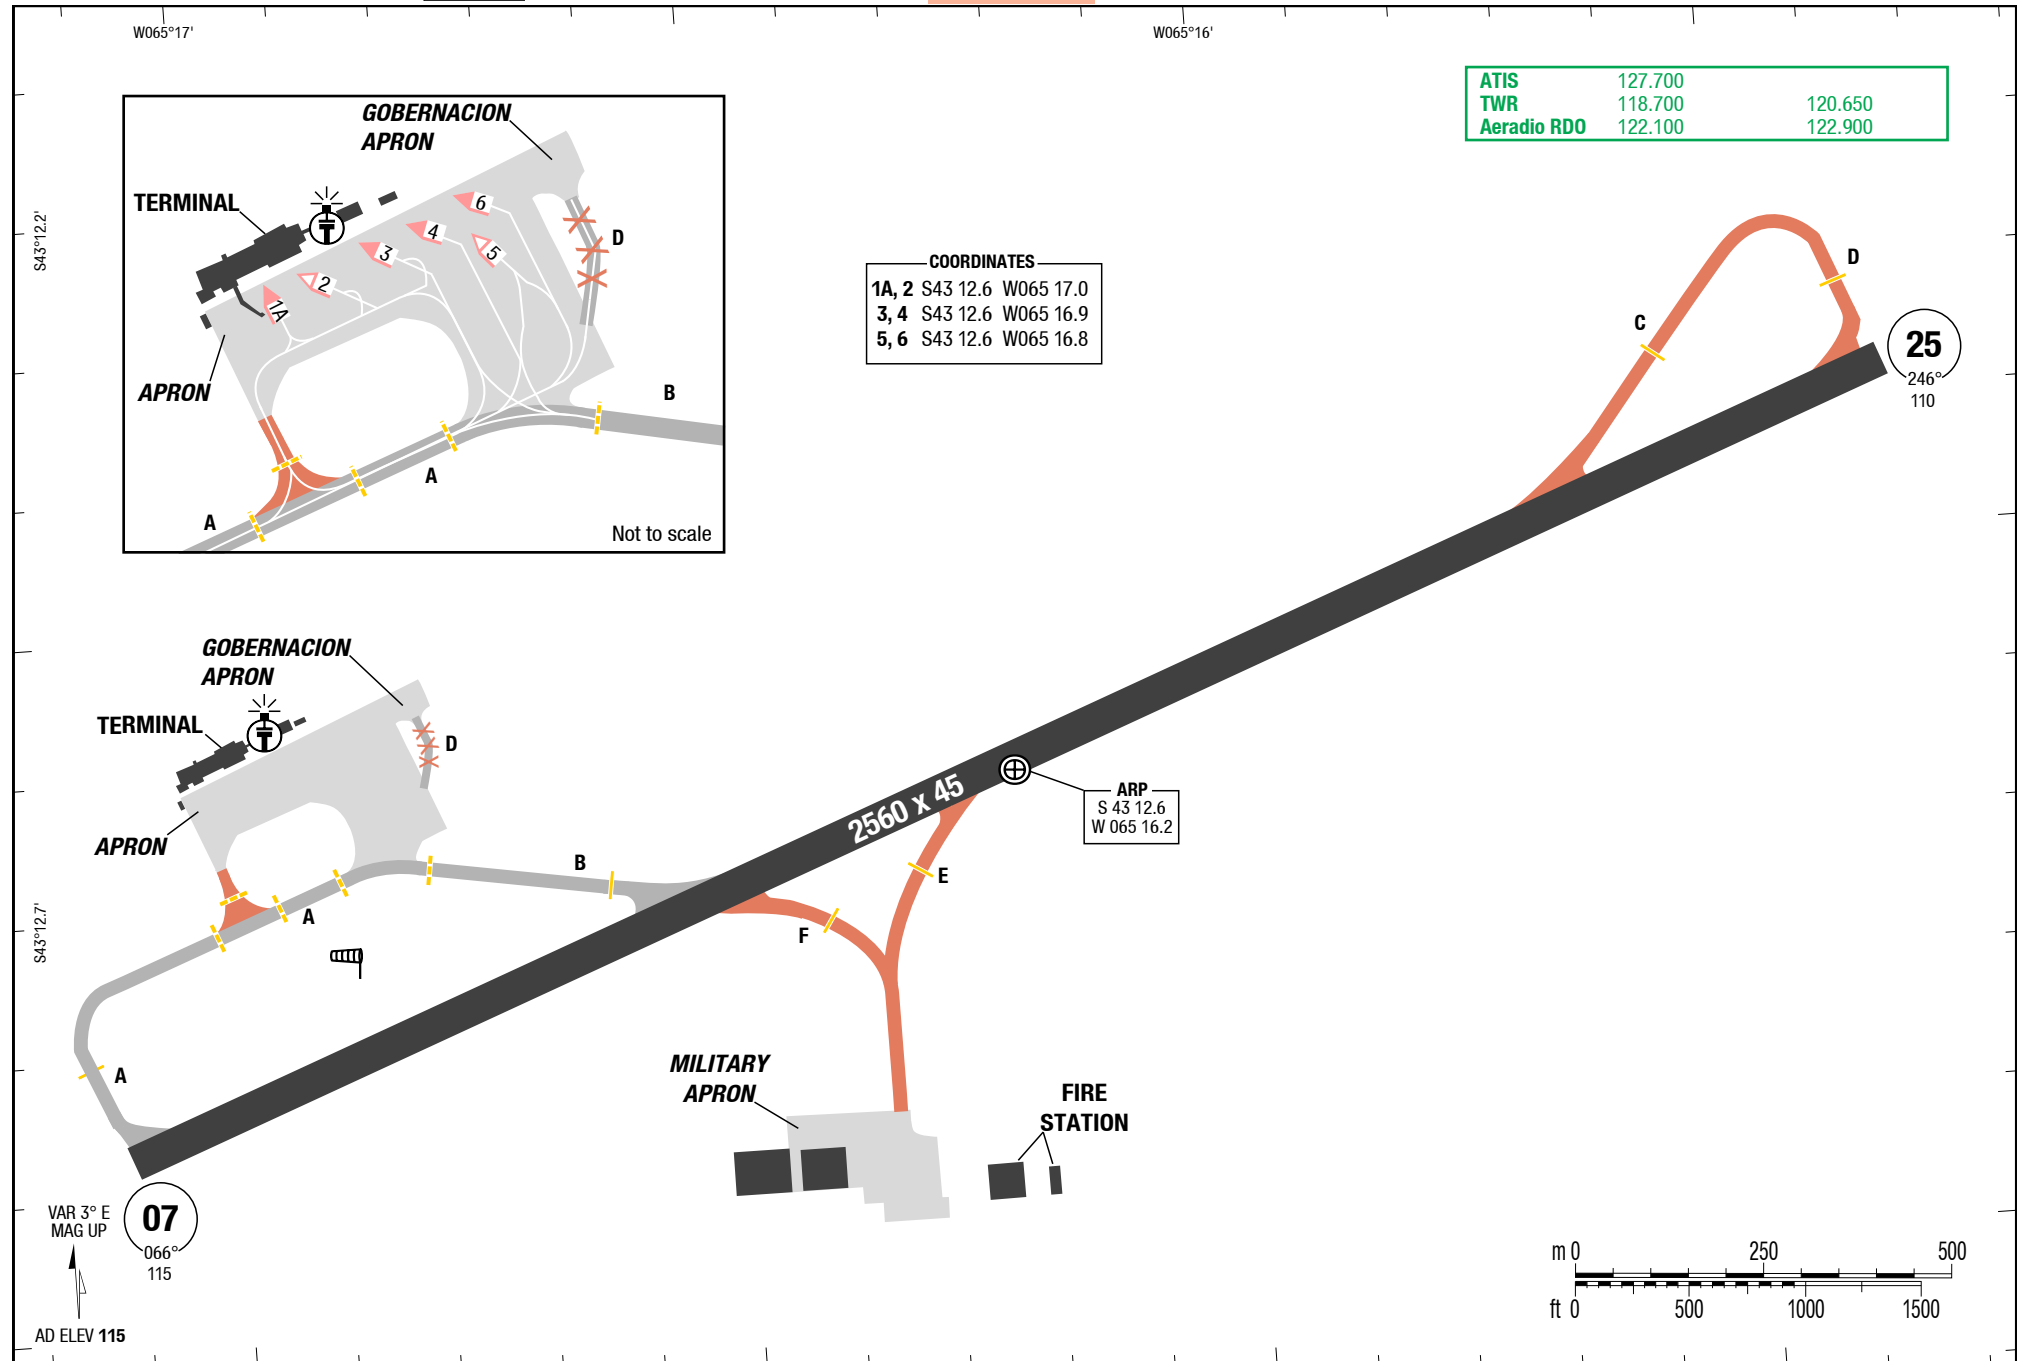 W065°17'
W065°16'
ATIS 127.700
TWR 118.700 120.650
Aeradio RDO 122.100 122.900
GOBERNACION
APRON
TERMINAL
6
4
3
5
2
1A
D
APRON
B
A
A
Not to scale
S43°12.2'
COORDINATES
1A, 2 S43 12.6 W065 17.0
3, 4 S43 12.6 W065 16.9
5, 6 S43 12.6 W065 16.8
D
C
25
246°
110
GOBERNACION
APRON
TERMINAL
D
APRON
2560 x 45
ARP
S 43 12.6
W 065 16.2
B
A
E
F
S43°12.7'
A
MILITARY
APRON
FIRE
STATION
VAR 3° E
MAG UP
07
066°
115
AD ELEV 115
m 0 250 500
ft 0 500 1000 1500